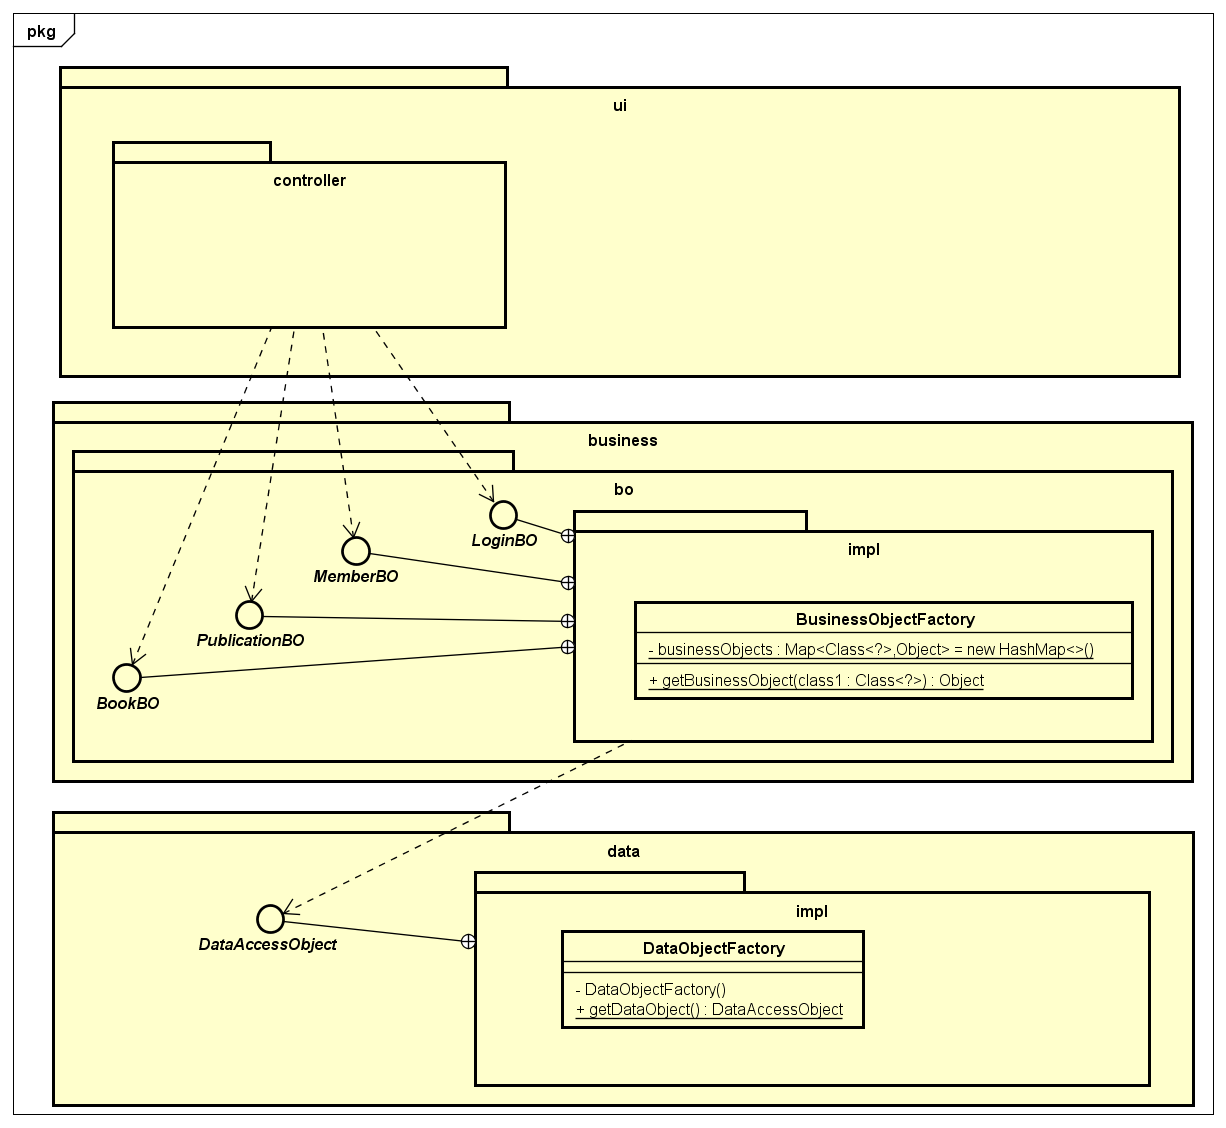 pkg
ui
controller
business
bo
LoginBO
impl
MemberBO
BusinessObjectFactory
PublicationBO
- businessObjects : Map<Class<?>,Object> = new HashMap<>()
+ getBusinessObject(class1 : Class<?>) : Object
BookBO
data
impl
DataAccessObject
DataObjectFactory
- DataObjectFactory()
+ getDataObject() : DataAccessObject